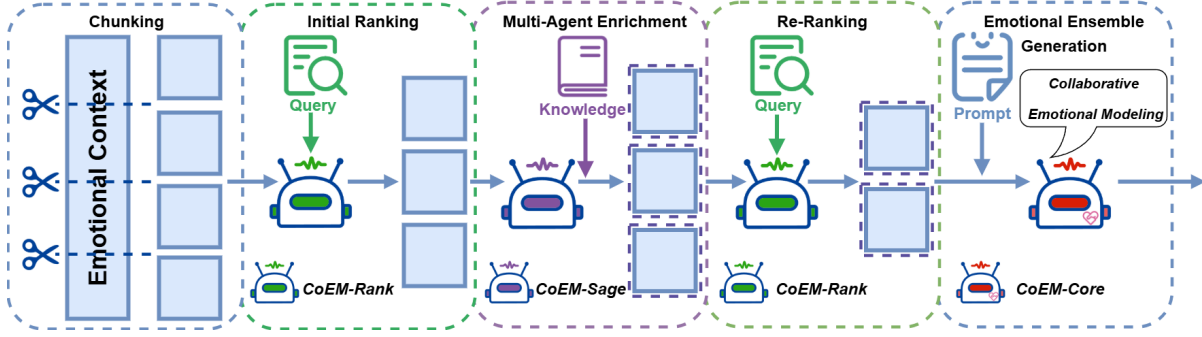 Chunking
Emotional Context
Initial Ranking
Query
CoEM-Rank
Multi-Agent Enrichment
Knowledge
CoEM-Sage
Re-Ranking
Query
CoEM-Rank
Emotional Ensemble
Generation
Collaborative
Emotional Modeling
Prompt
CoEM-Core